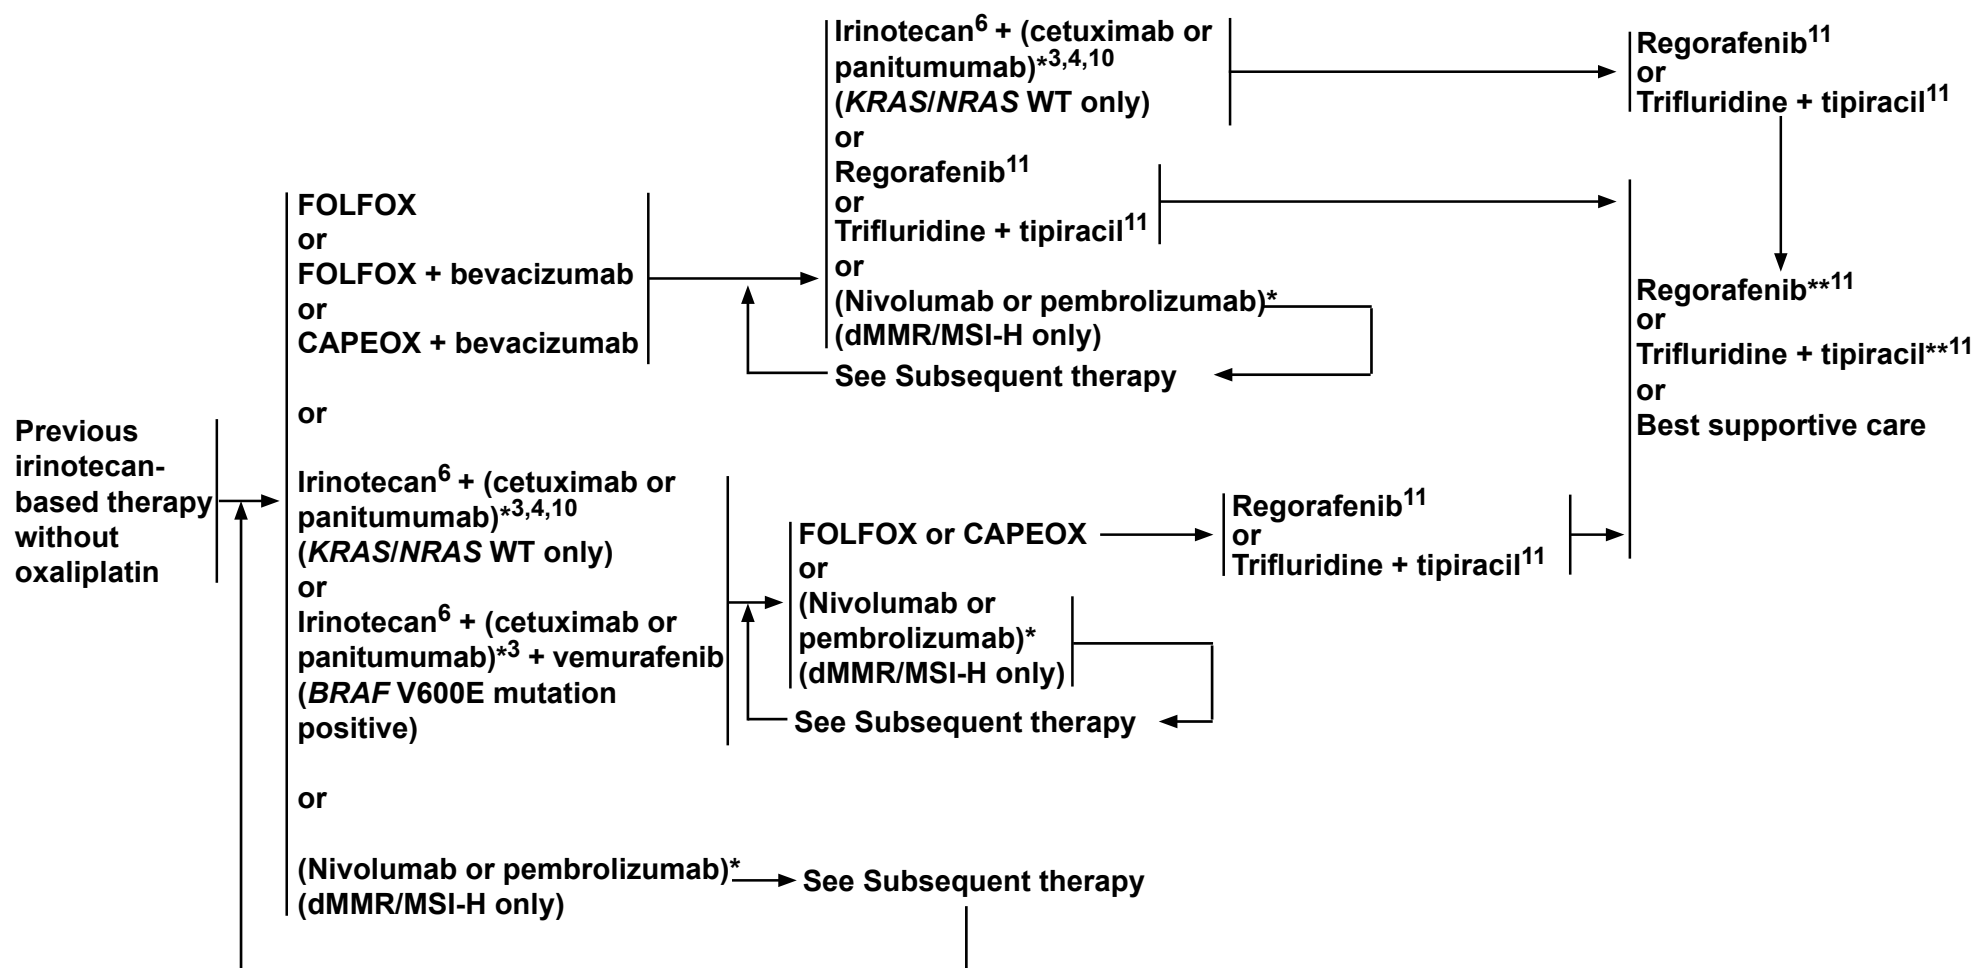 Previous
irinotecan-
based therapy
without
oxaliplatin
FOLFOX
or
FOLFOX + bevacizumab
or
CAPEOX + bevacizumab
or
Irinotecan6 + (cetuximab or
panitumumab)*3,4,10
(KRAS/NRAS WT only)
or
Irinotecan6 + (cetuximab or
panitumumab)*3 + vemurafenib
(BRAF V600E mutation
positive)
or
(Nivolumab or pembrolizumab)*
(dMMR/MSI-H only)
Irinotecan6 + (cetuximab or
panitumumab)*3,4,10
(KRAS/NRAS WT only)
or
Regorafenib11
or
Trifluridine + tipiracil11
or
(Nivolumab or pembrolizumab)*
(dMMR/MSI-H only)
See Subsequent therapy
FOLFOX or CAPEOX
or
(Nivolumab or
pembrolizumab)*
(dMMR/MSI-H only)
See Subsequent therapy
See Subsequent therapy
Regorafenib11
or
Trifluridine + tipiracil11
Regorafenib11
or
Trifluridine + tipiracil11
Regorafenib**11
or
Trifluridine + tipiracil**11
or
Best supportive care